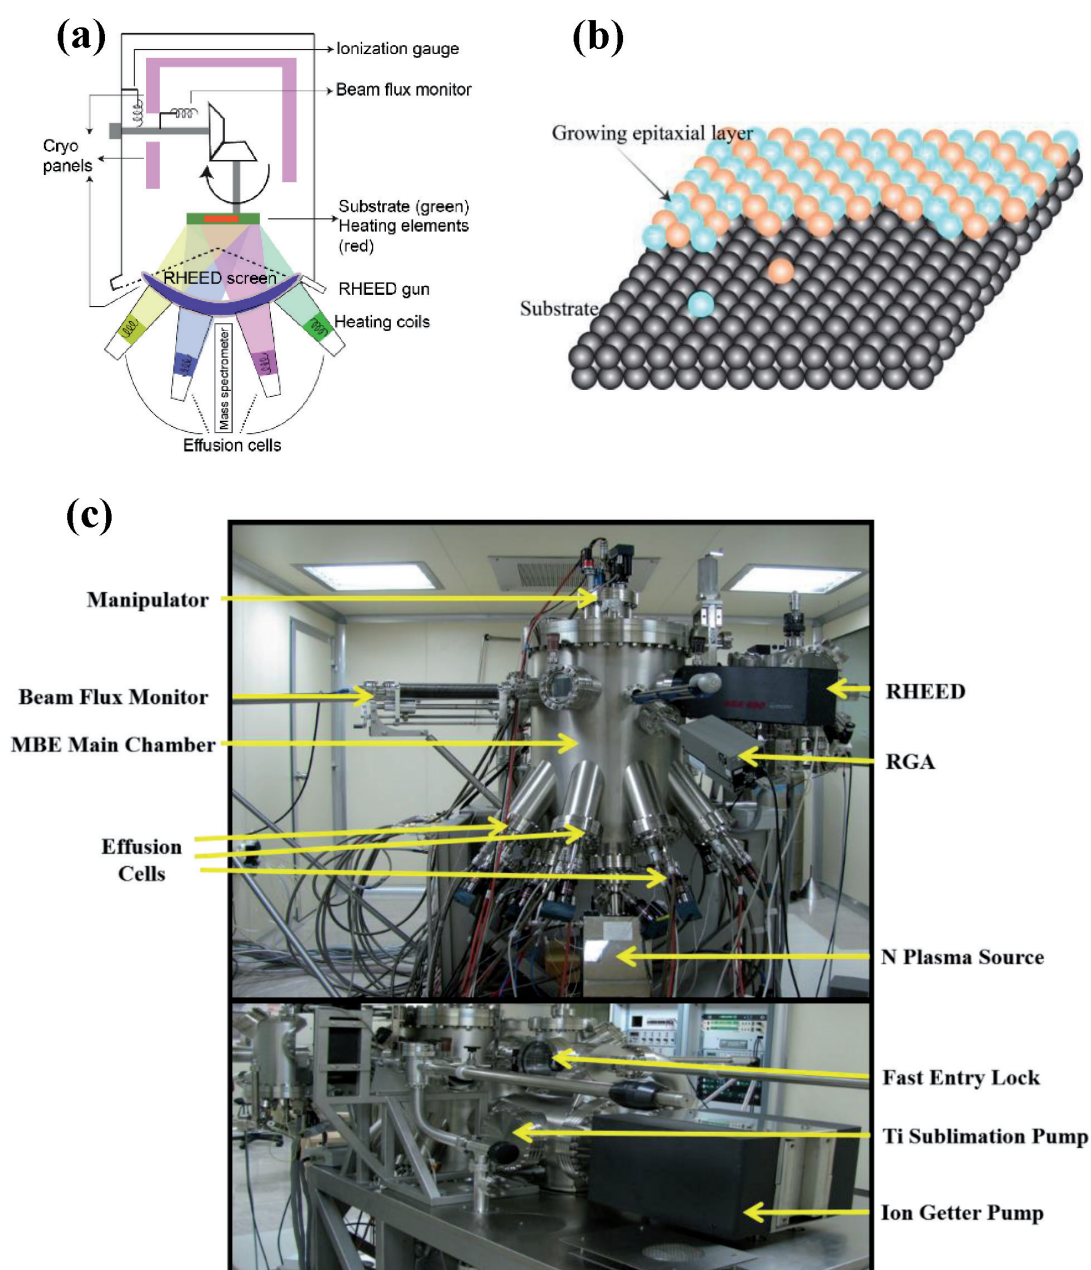 (a)
Ionization gauge
Beam flux monitor
Cryo
panels
Substrate (green)
Heating elements
(red)
RHEED screen
RHEED gun
Heating coils
Mass spectrometer
Effusion cells
(b)
Growing epitaxial layer
Substrate
(c)
Manipulator
Beam Flux Monitor
MBE Main Chamber
Effusion
Cells
RHEED
RGA
N Plasma Source
Fast Entry Lock
Ti Sublimation Pump
Ion Getter Pump